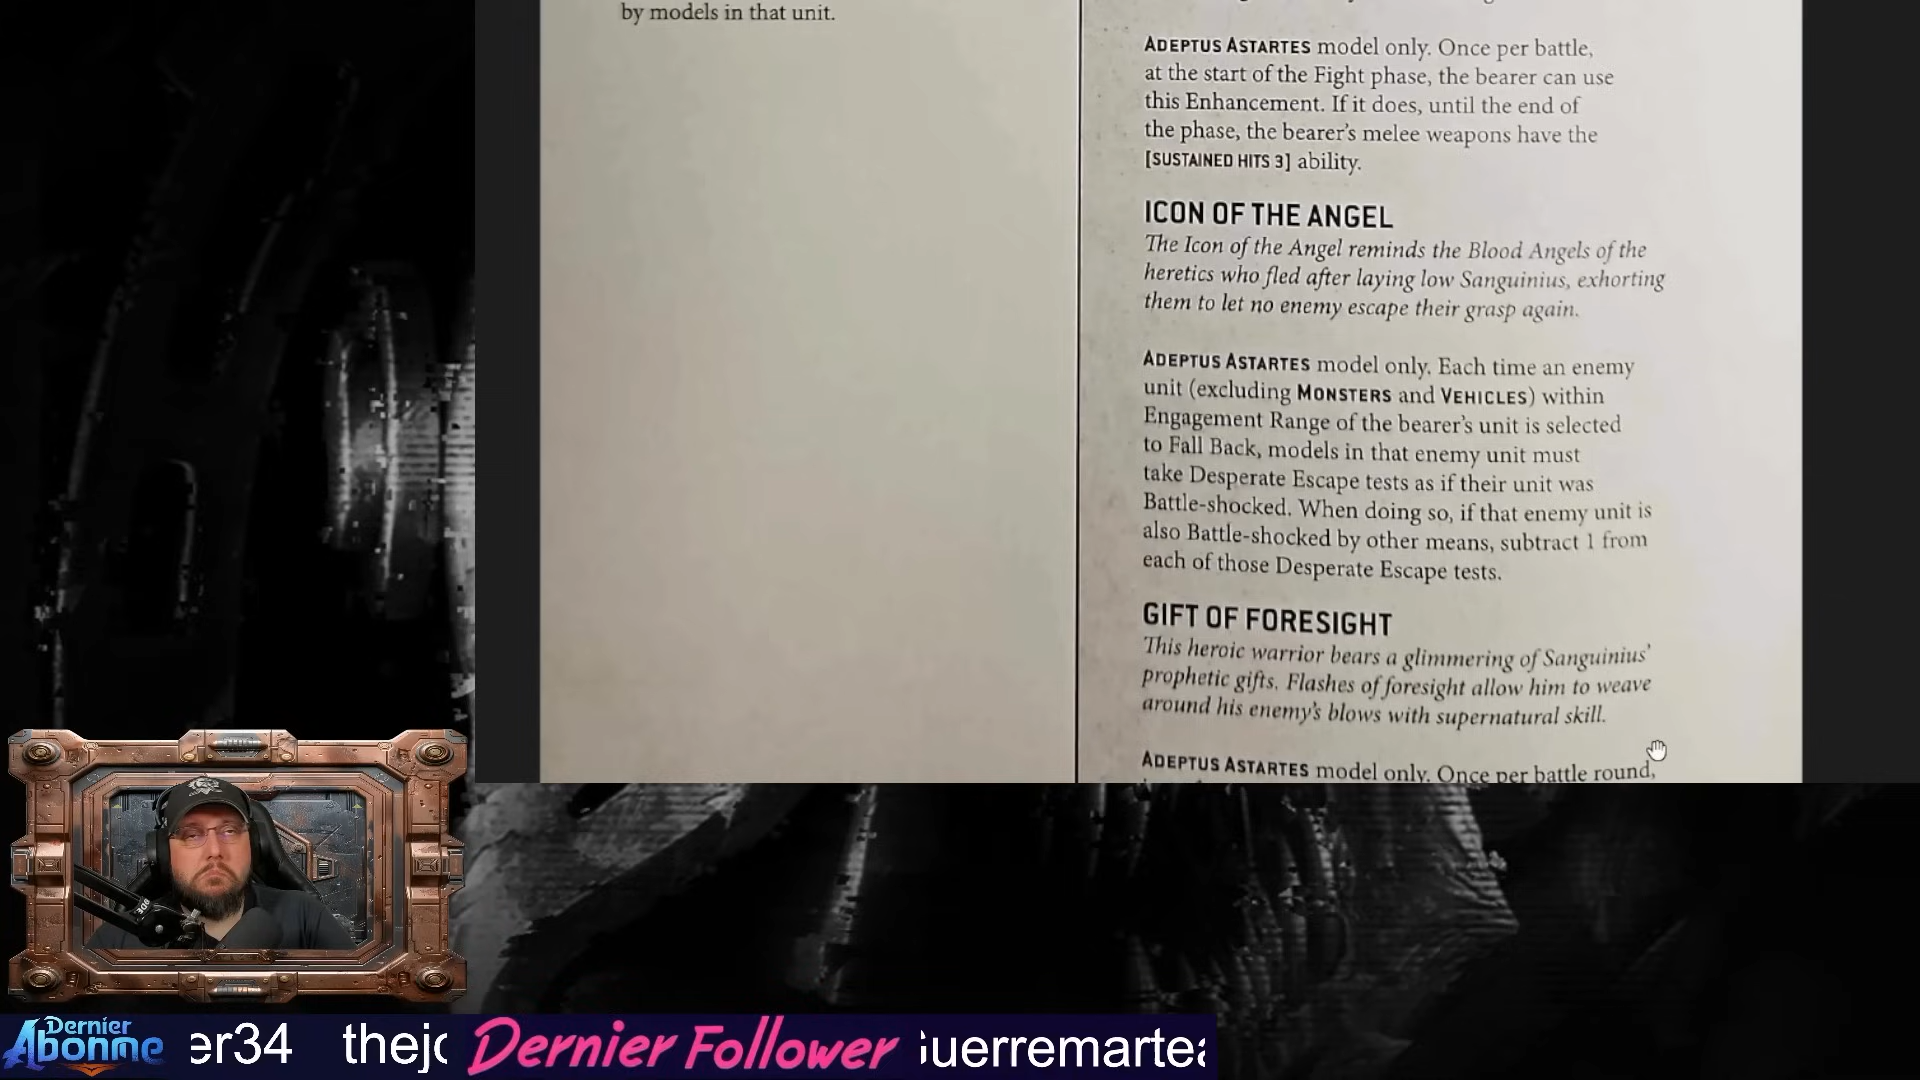 by models in that unit.
ADEPTUS ASTARTES model only. Once per battle,
at the start of the Fight phase, the bearer can use
this Enhancement. If it does, until the end of
the phase, the bearer's melee weapons have the
[SUSTAINED HITS 3] ability.
ICON OF THE ANGEL
The Icon of the Angel reminds the Blood Angels of the
heretics who fled after laying low Sanguinius, exhorting
them to let no enemy escape their grasp again.
ADEPTUS ASTARTES model only. Each time an enemy
unit (excluding MONSTERS and VEHICLES) within
Engagement Range of the bearer's unit is selected
to Fall Back, models in that enemy unit must
take Desperate Escape tests as if their unit was
Battle-shocked. When doing so, if that enemy unit is
also Battle-shocked by other means, subtract 1 from
each of those Desperate Escape tests.
GIFT OF FORESIGHT
This heroic warrior bears a glimmering of Sanguinius'
prophetic gifts. Flashes of foresight allow him to weave
around his enemy's blows with supernatural skill.
ADEPTUS ASTARTES model only. Once per battle round,
Dernier
Abonné
er34 thejo
Dernier Follower
uerremartea